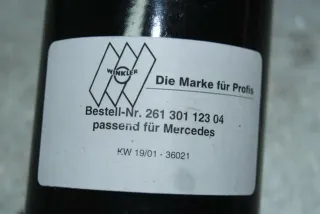 WINKLER
Die Marke für Profis
Bestell-Nr. 261 301 123 04
passend für Mercedes
KW 19/01 - 36021